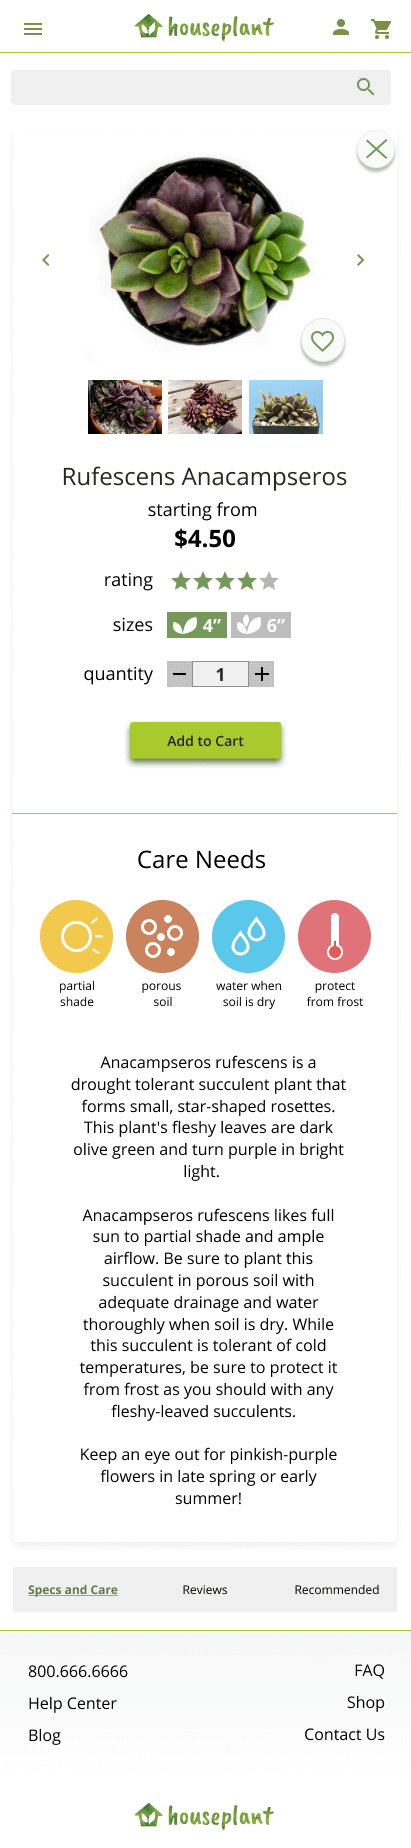 houseplant
Rufescens Anacampseros
starting from
$4.50
rating
sizes 4” 6”
quantity 1
Add to Cart
Care Needs
partial
shade
porous
soil
water when
soil is dry
protect
from frost
Anacampseros rufescens is a
drought tolerant succulent plant that
forms small, star-shaped rosettes.
This plant's fleshy leaves are dark
olive green and turn purple in bright
light.
Anacampseros rufescens likes full
sun to partial shade and ample
airflow. Be sure to plant this
succulent in porous soil with
adequate drainage and water
thoroughly when soil is dry. While
this succulent is tolerant of cold
temperatures, be sure to protect it
from frost as you should with any
fleshy-leaved succulents.
Keep an eye out for pinkish-purple
flowers in late spring or early
summer!
Specs and Care Reviews Recommended
800.666.6666 FAQ
Help Center Shop
Blog Contact Us
houseplant